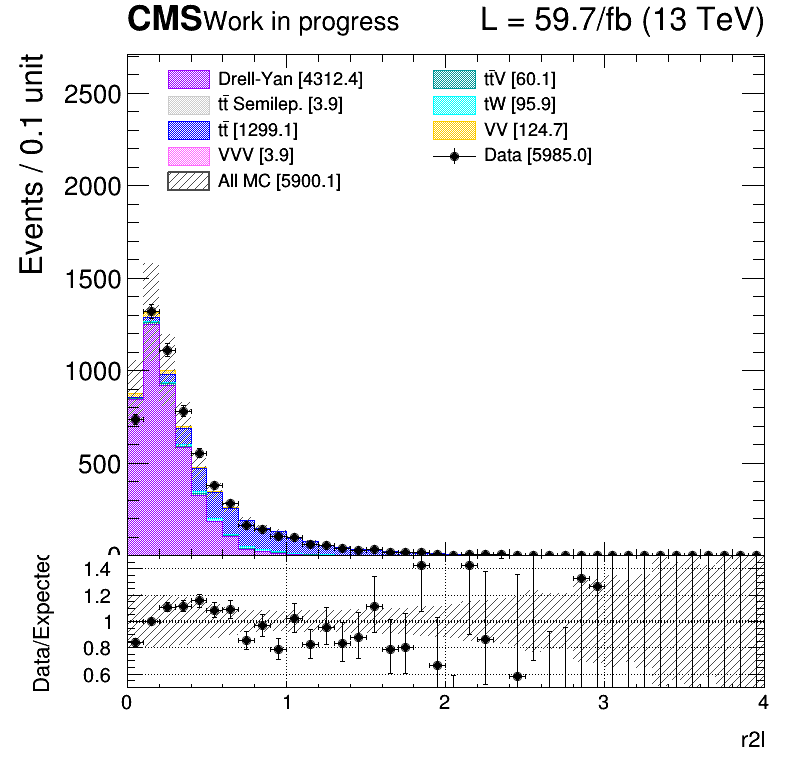 CMS Work in progress L = 59.7/fb (13 TeV)
Events / 0.1 unit
2500
2000
1500
1000
500
0
Drell-Yan [4312.4]
tt̄ Semilep. [3.9]
tt̄ [1299.1]
VVV [3.9]
All MC [5900.1]
tt̄V [60.1]
tW [95.9]
VV [124.7]
Data [5985.0]
Data/Expected
1.4
1.2
1
0.8
0.6
0 1 2 3 4
r2l